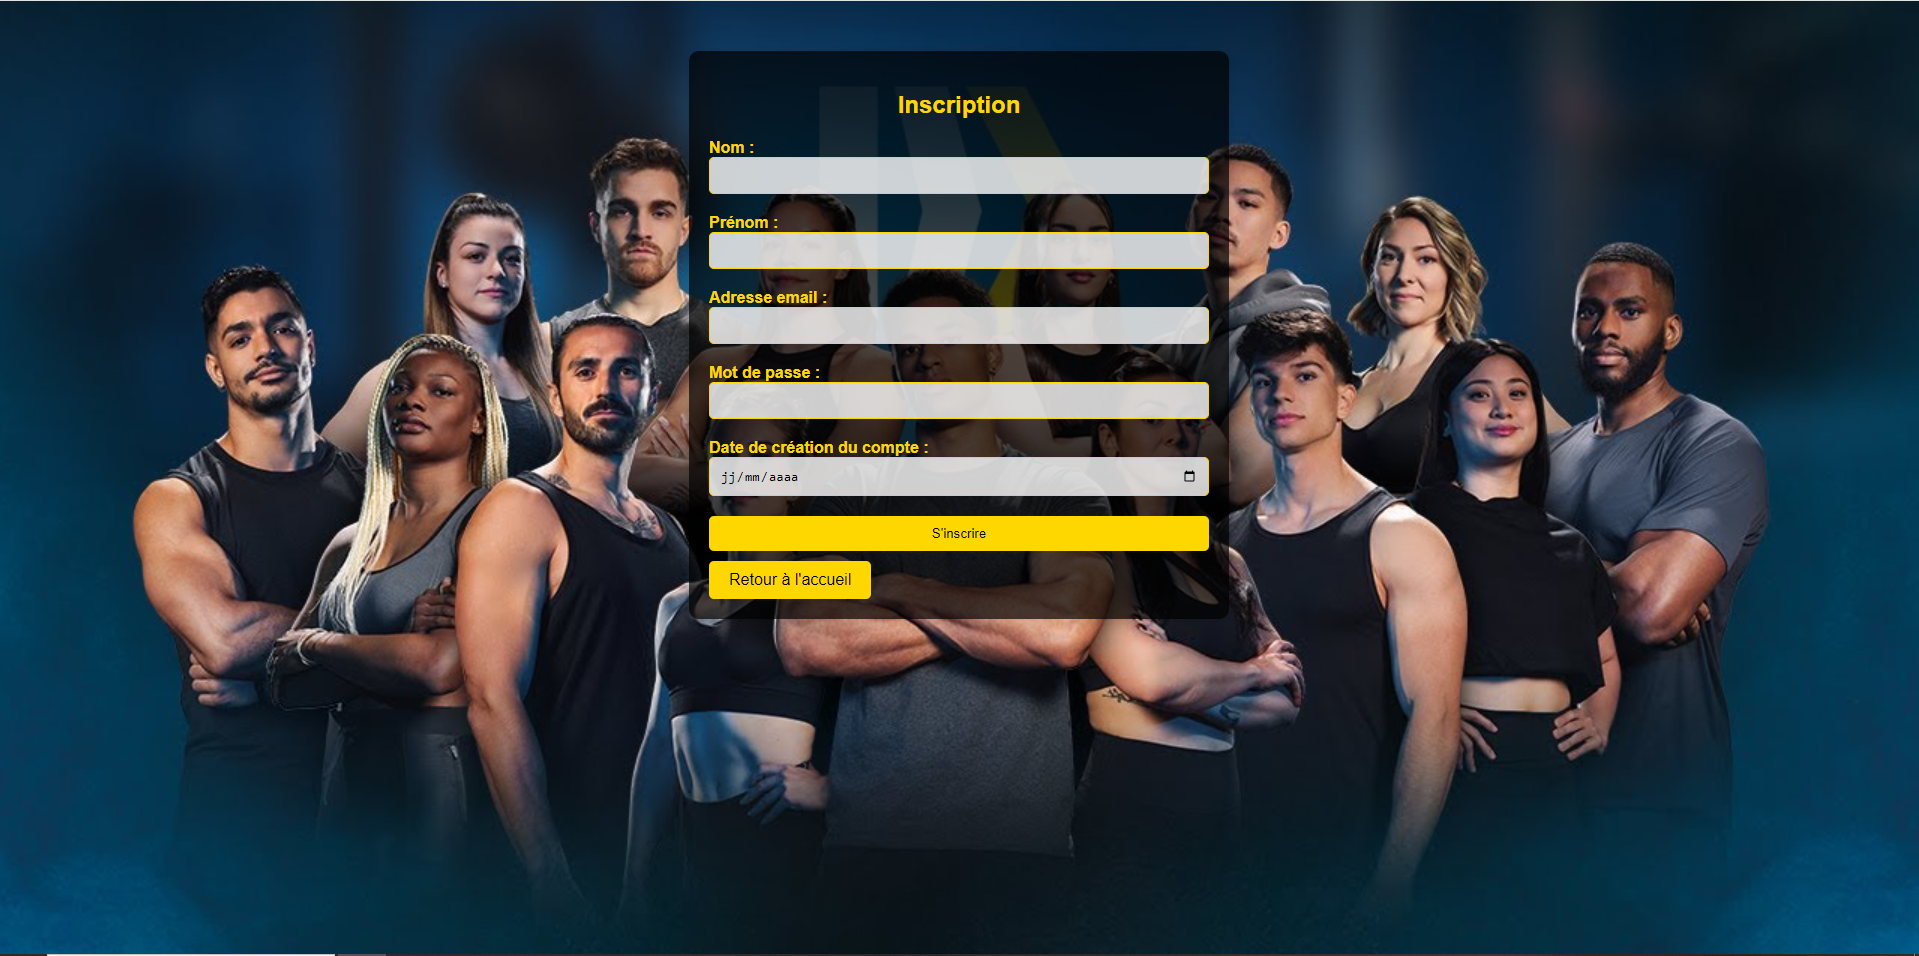 Inscription
Nom :
Prénom :
Adresse email :
Mot de passe :
Date de création du compte :
jj/mm/aaaa
S'inscrire
Retour à l'accueil